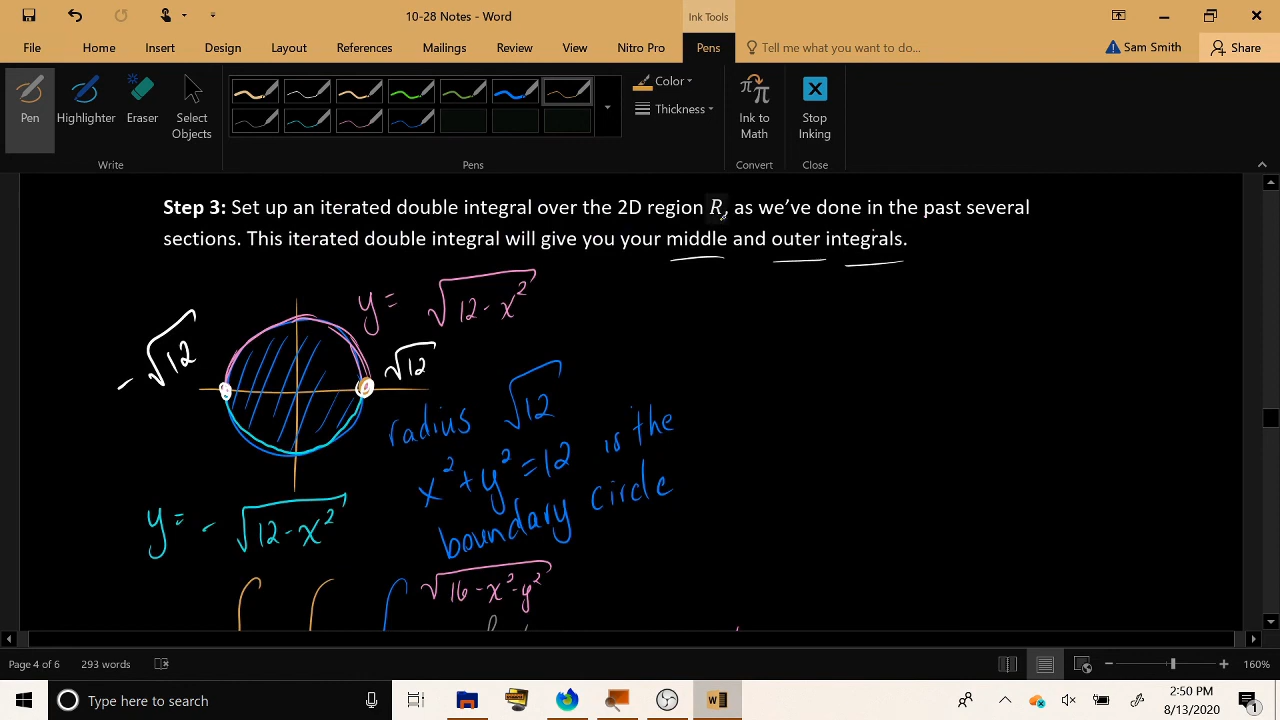 10-28 Notes - Word
Ink Tools
File Home Insert Design Layout References Mailings Review View Nitro Pro Pens Tell me what you want to do... Sam Smith Share
Pen Highlighter Eraser Select Objects
Color
Thickness
Ink to Math
Stop Inking
Write Pens Convert Close
Step 3: Set up an iterated double integral over the 2D region R, as we've done in the past several
sections. This iterated double integral will give you your middle and outer integrals.
y = √12-x²
-√12
√12
radius √12
x² + y² = 12 is the
boundary circle
y = -√12-x²
∫ ∫ ∫ √16-x²-y²
Page 4 of 6 293 words 160%
Type here to search
2:50 PM
8/13/2020
1